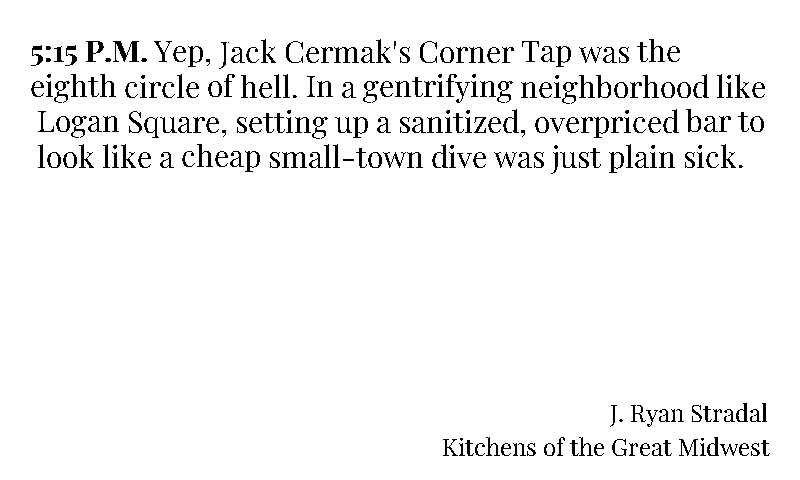 5:15 P.M. Yep, Jack Cermak's Corner Tap was the
eighth circle of hell. In a gentrifying neighborhood like
Logan Square, setting up a sanitized, overpriced bar to
look like a cheap small-town dive was just plain sick.
J. Ryan Stradal
Kitchens of the Great Midwest